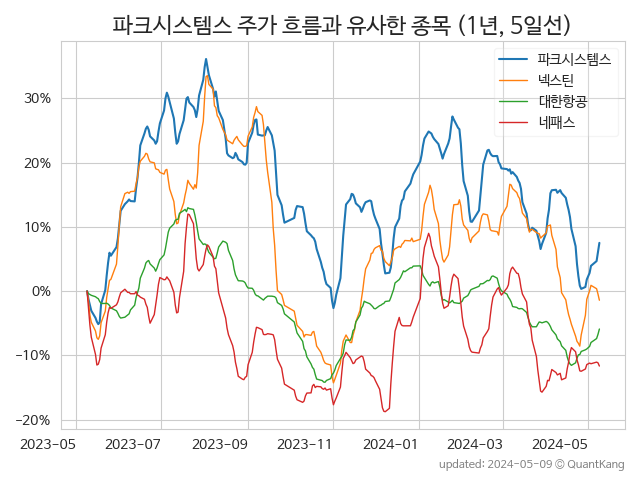 파크시스템스 주가 흐름과 유사한 종목 (1년, 5일선)
파크시스템스
넥스틴
대한항공
네패스
30%
20%
10%
0%
−10%
−20%
2023-05 2023-07 2023-09 2023-11 2024-01 2024-03 2024-05
updated: 2024-05-09 © QuantKang